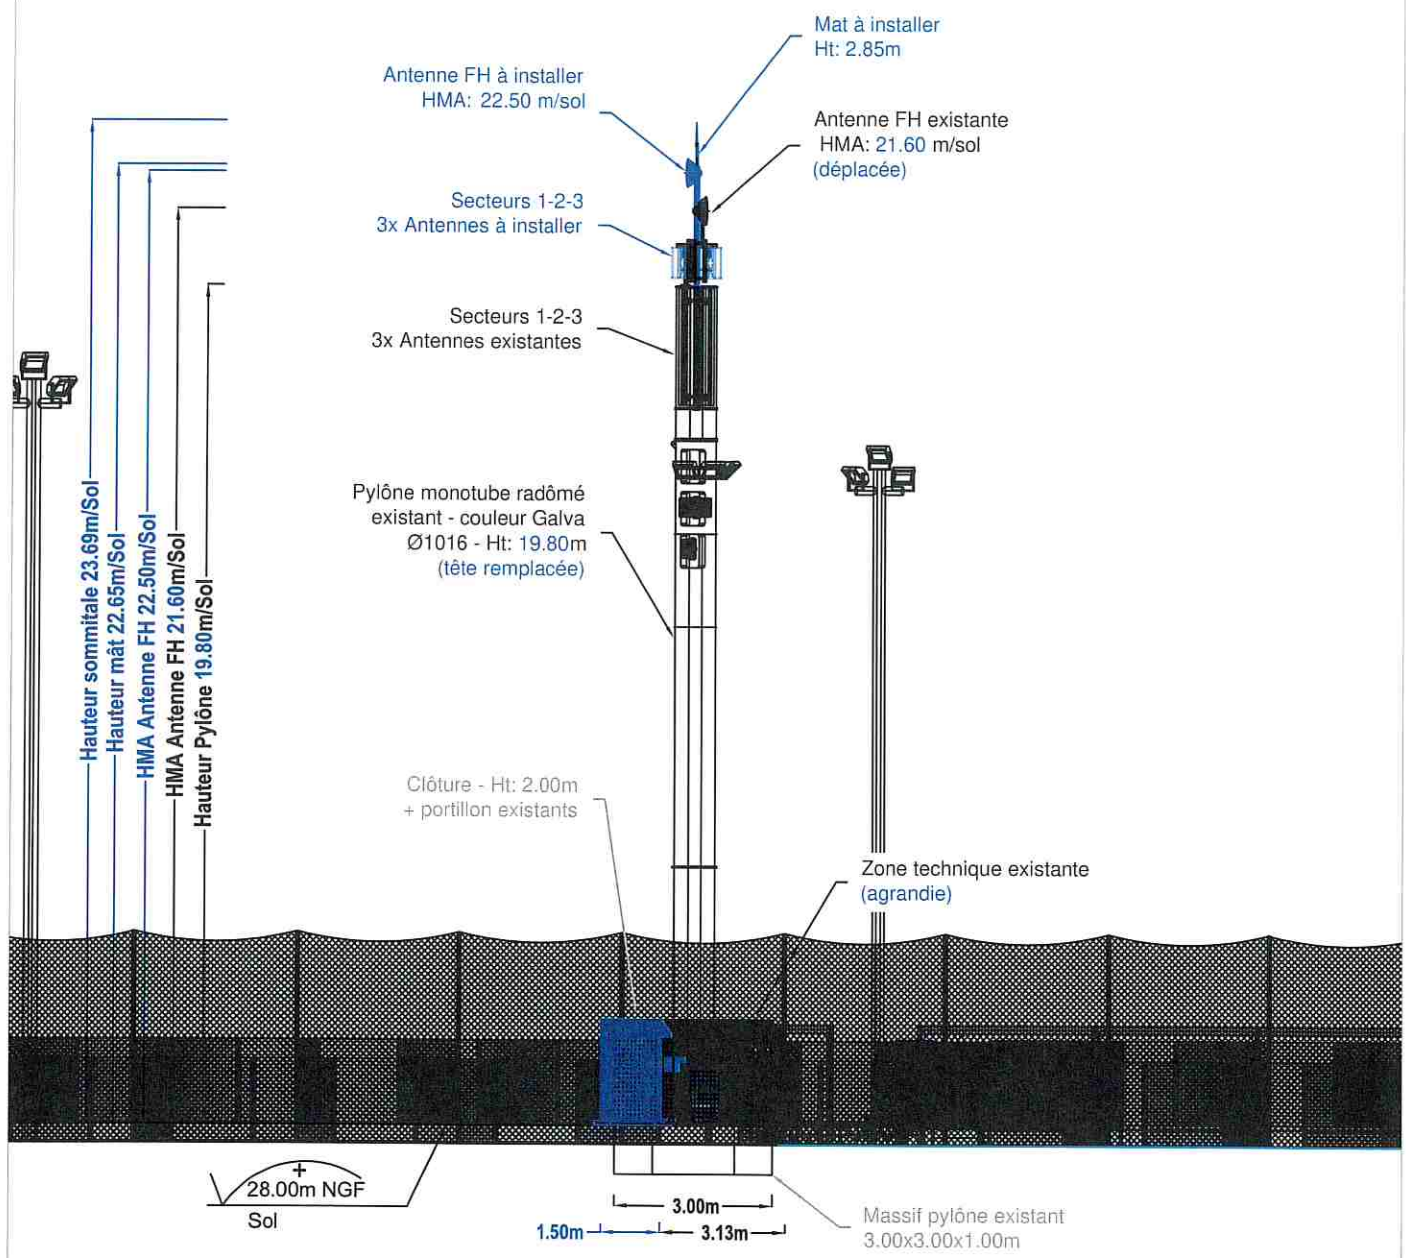 Mat à installer
Ht: 2.85m
Antenne FH à installer
HMA: 22.50 m/sol
Antenne FH existante
HMA: 21.60 m/sol
(déplacée)
Secteurs 1-2-3
3x Antennes à installer
Secteurs 1-2-3
3x Antennes existantes
Pylône monotube radômé
existant - couleur Galva
Ø1016 - Ht: 19.80m
(tête remplacée)
Hauteur sommitale 23.69m/Sol
Hauteur mât 22.65m/Sol
HMA Antenne FH 22.50m/Sol
HMA Antenne FH 21.60m/Sol
Hauteur Pylône 19.80m/Sol
Clôture - Ht: 2.00m
+ portillon existants
Zone technique existante
(agrandie)
28.00m NGF
Sol
3.00m
1.50m
3.13m
Massif pylône existant
3.00x3.00x1.00m